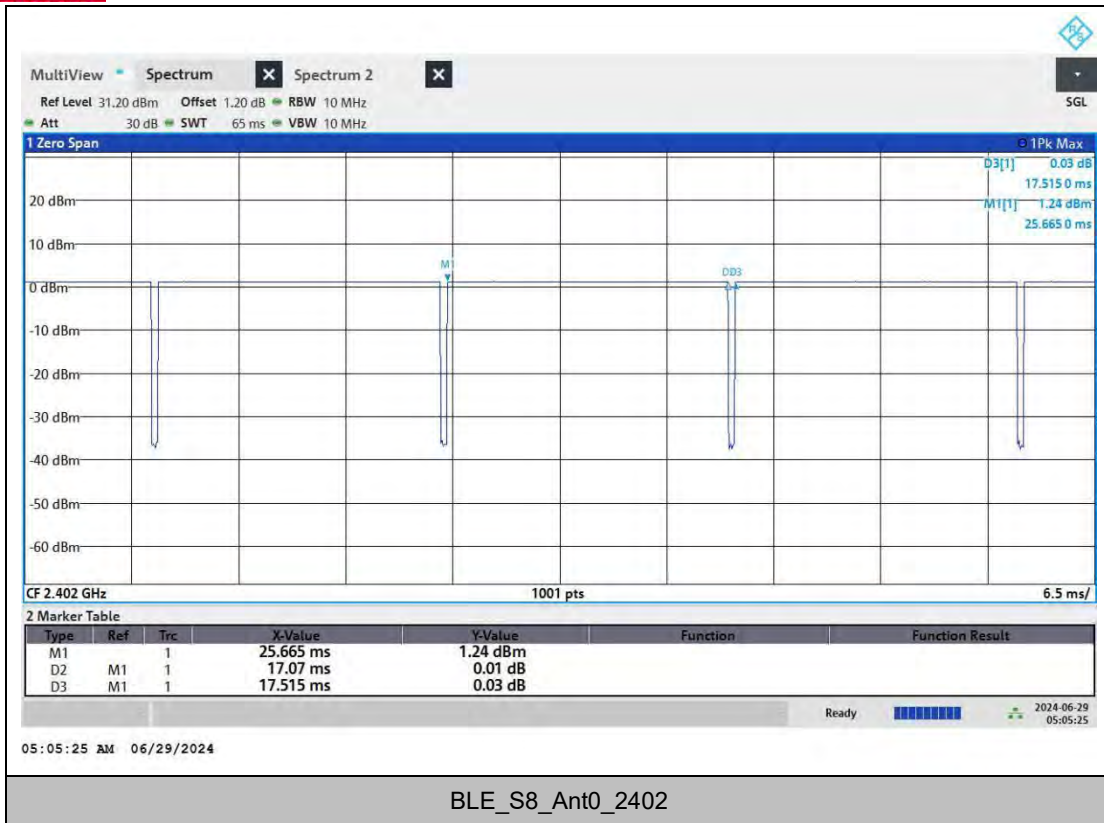 MultiView Spectrum Spectrum 2
Ref Level 31.20 dBm Offset 1.20 dB RBW 10 MHz
SGL
Att 30 dB SWT 65 ms VBW 10 MHz
1 Zero Span 1Pk Max
D3[1] 0.03 dB
17.515 0 ms
20 dBm
M1[1] 1.24 dBm
25.665 0 ms
10 dBm
M1
DD3
0 dBm
-10 dBm
-20 dBm
-30 dBm
-40 dBm
-50 dBm
-60 dBm
CF 2.402 GHz 1001 pts 6.5 ms/
2 Marker Table
Type Ref Trc X-Value Y-Value Function Function Result
M1 1 25.665 ms 1.24 dBm
D2 M1 1 17.07 ms 0.01 dB
D3 M1 1 17.515 ms 0.03 dB
Ready 2024-06-29
05:05:25
05:05:25 AM 06/29/2024
BLE_S8_Ant0_2402